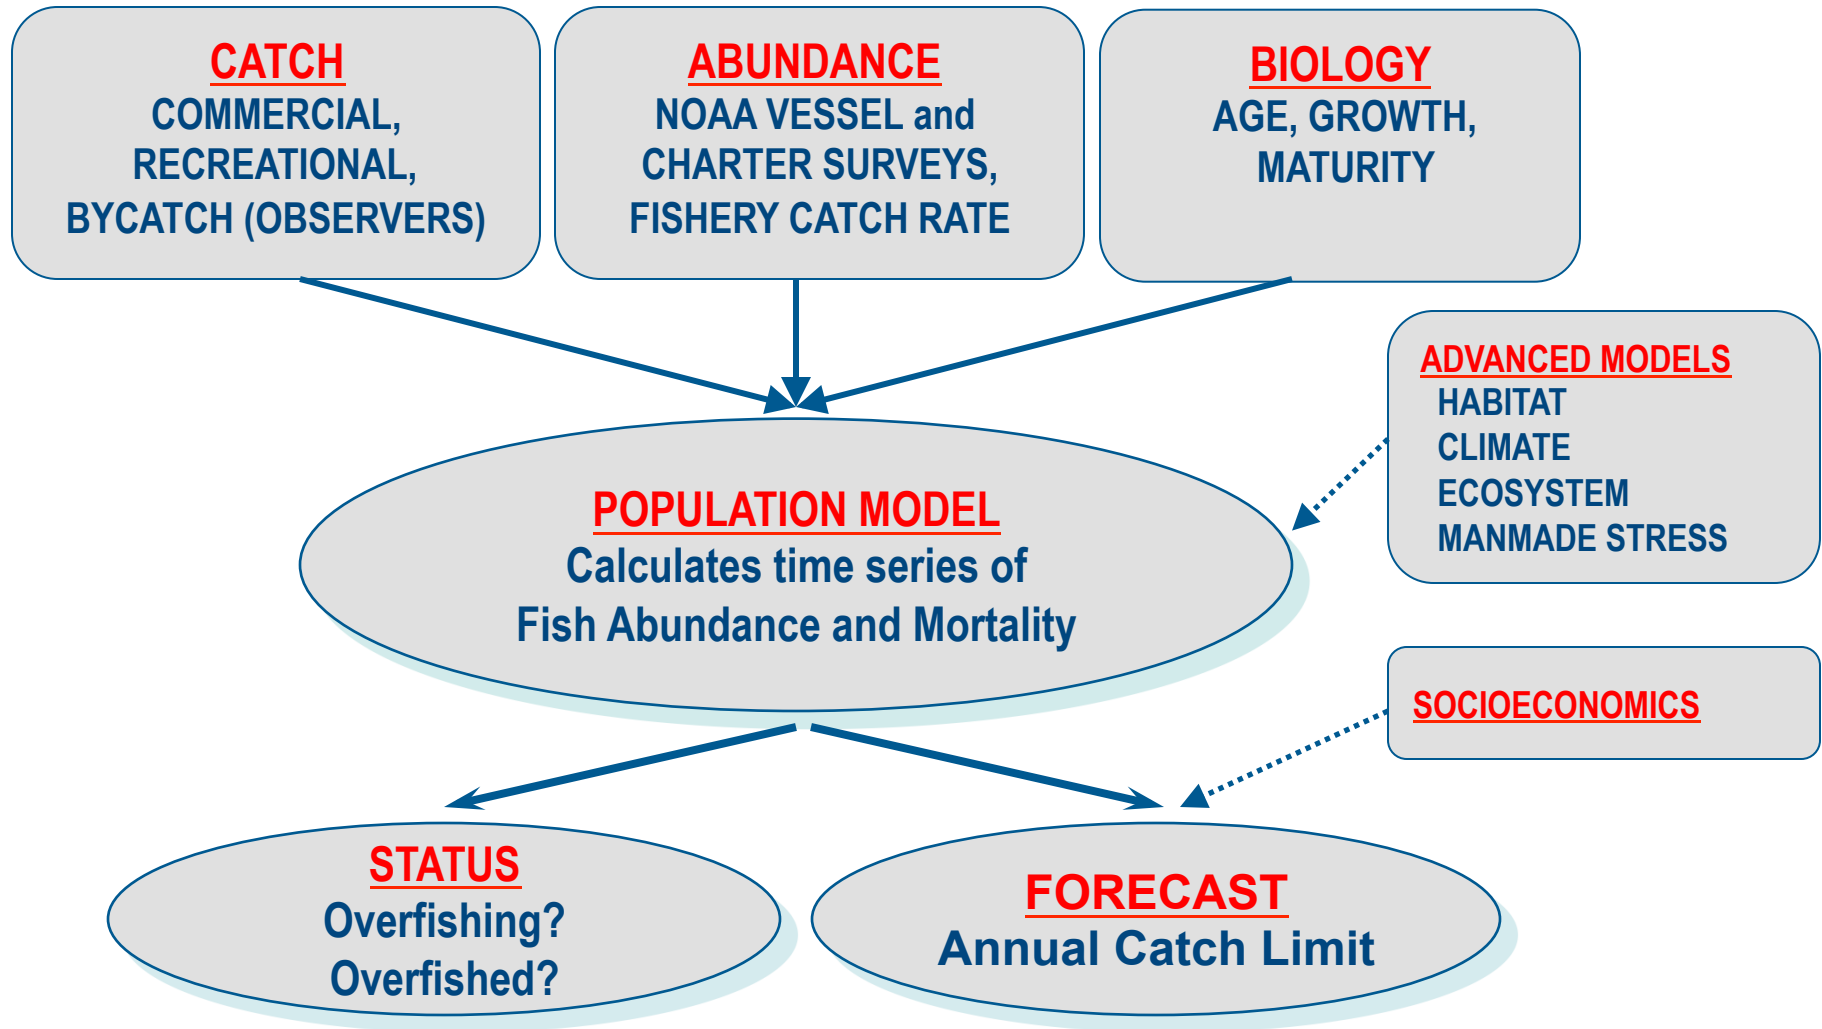 CATCH
COMMERCIAL,
RECREATIONAL,
BYCATCH (OBSERVERS)
ABUNDANCE
NOAA VESSEL and
CHARTER SURVEYS,
FISHERY CATCH RATE
BIOLOGY
AGE, GROWTH,
MATURITY
ADVANCED MODELS
HABITAT
CLIMATE
ECOSYSTEM
MANMADE STRESS
POPULATION MODEL
Calculates time series of
Fish Abundance and Mortality
SOCIOECONOMICS
STATUS
Overfishing?
Overfished?
FORECAST
Annual Catch Limit